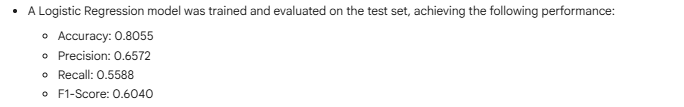 • A Logistic Regression model was trained and evaluated on the test set, achieving the following performance:
○ Accuracy: 0.8055
○ Precision: 0.6572
○ Recall: 0.5588
○ F1-Score: 0.6040